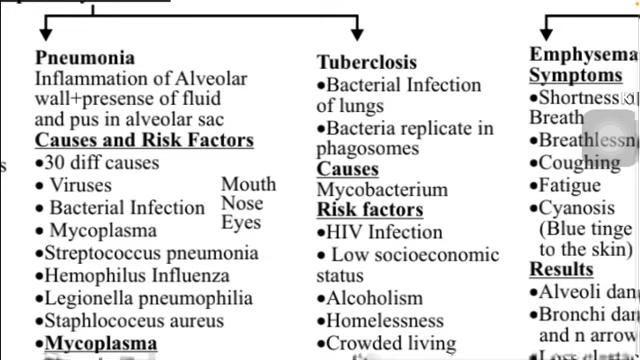 Pneumonia
Inflammation of Alveolar
wall+presense of fluid
and pus in alveolar sac
Causes and Risk Factors
•30 diff causes
• Viruses
• Bacterial Infection
• Mycoplasma
Mouth
Nose
Eyes
•Streptococcus pneumonia
•Hemophilus Influenza
•Legionella pneumophilia
•Staphlococeus aureus
•Mycoplasma
Tuberclosis
•Bacterial Infection
of lungs
•Bacteria replicate in
phagosomes
Causes
Mycobacterium
Risk factors
•HIV Infection
• Low socioeconomic
status
•Alcoholism
•Homelessness
•Crowded living
Emphysema
Symptoms
•Shortness
Breath
•Breathlessn
•Coughing
•Fatigue
•Cyanosis
(Blue tinge
to the skin)
Results
•Alveoli dan
•Bronchi dan
and n arrow
•Loss